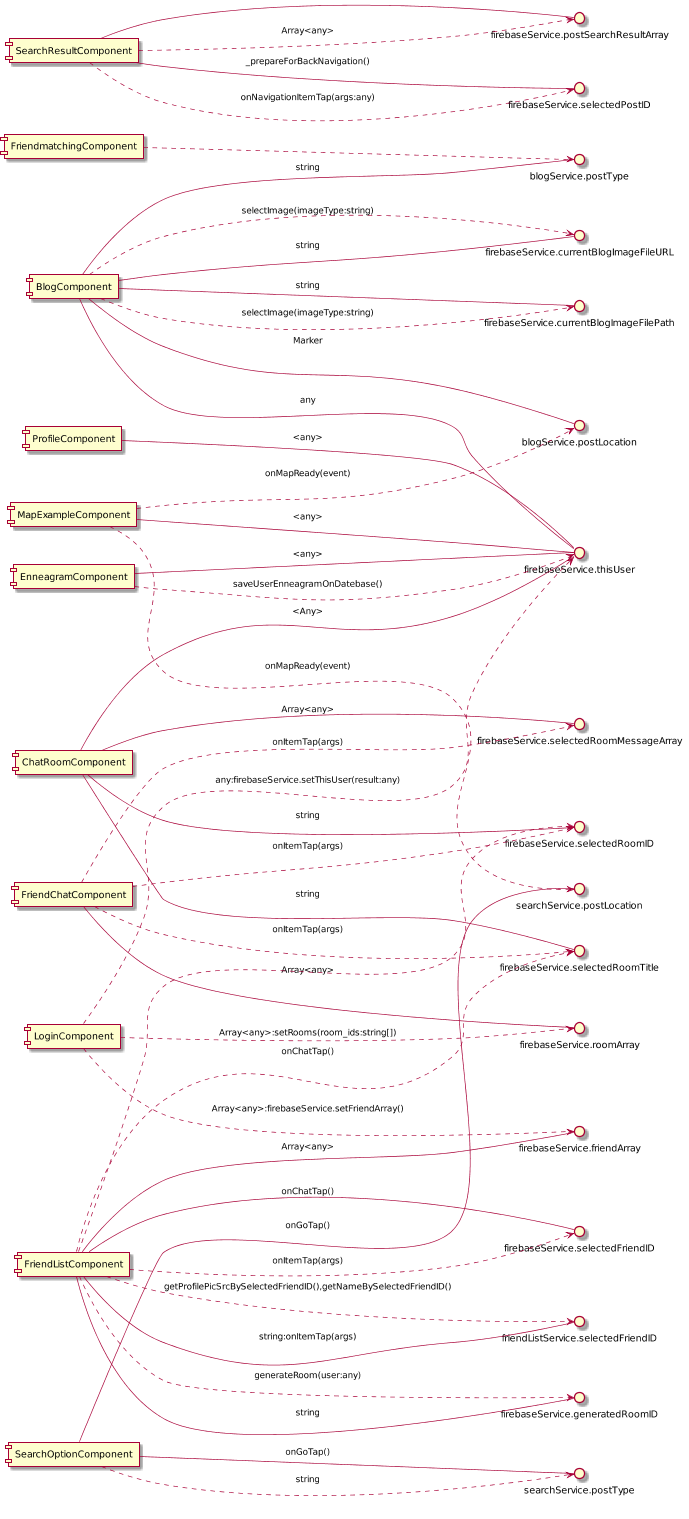 Array<any>
firebaseService.postSearchResultArray
SearchResultComponent
_prepareForBackNavigation()
onNavigationItemTap(args:any)
firebaseService.selectedPostID
FriendmatchingComponent
string
blogService.postType
selectImage(imageType:string)
string
firebaseService.currentBlogImageFileURL
BlogComponent
string
selectImage(imageType:string)
firebaseService.currentBlogImageFilePath
Marker
any
ProfileComponent
<any>
blogService.postLocation
onMapReady(event)
MapExampleComponent
<any>
<any>
firebaseService.thisUser
EnneagramComponent
saveUserEnneagramOnDatebase()
<Any>
onMapReady(event)
Array<any>
onItemTap(args)
firebaseService.selectedRoomMessageArray
ChatRoomComponent
any:firebaseService.setThisUser(result:any)
string
onItemTap(args)
firebaseService.selectedRoomID
FriendChatComponent
string
searchService.postLocation
onItemTap(args)
Array<any>
firebaseService.selectedRoomTitle
LoginComponent
Array<any>:setRooms(room_ids:string[])
firebaseService.roomArray
onChatTap()
Array<any>:firebaseService.setFriendArray()
Array<any>
firebaseService.friendArray
onChatTap()
onGoTap()
firebaseService.selectedFriendID
FriendListComponent
onItemTap(args)
getProfilePicSrcBySelectedFriendID(),getNameBySelectedFriendID()
string:onItemTap(args)
friendListService.selectedFriendID
generateRoom(user:any)
string
firebaseService.generatedRoomID
SearchOptionComponent
onGoTap()
string
searchService.postType